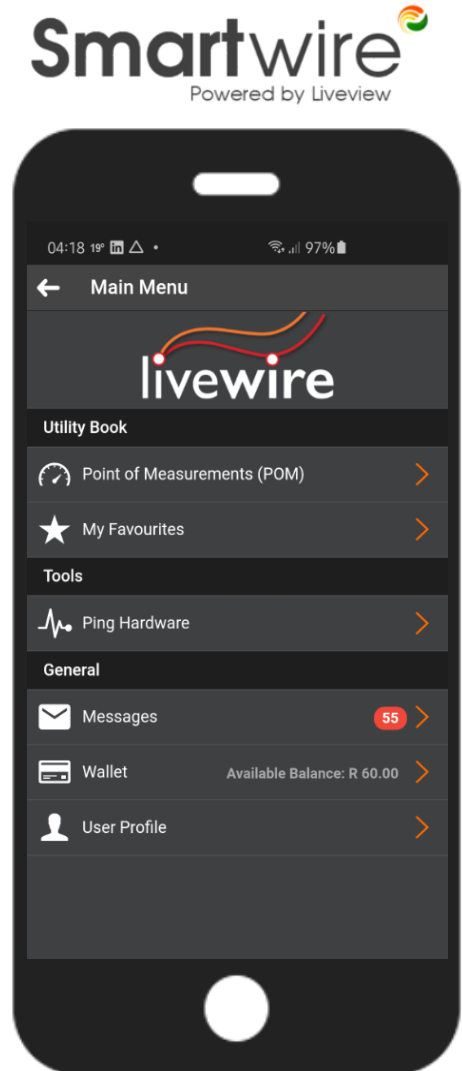 Smartwire
Powered by Liveview
04:18 19° in 97%
Main Menu
livewire
Utility Book
Point of Measurements (POM)
My Favourites
Tools
Ping Hardware
General
Messages 55
Wallet Available Balance: R 60.00
User Profile